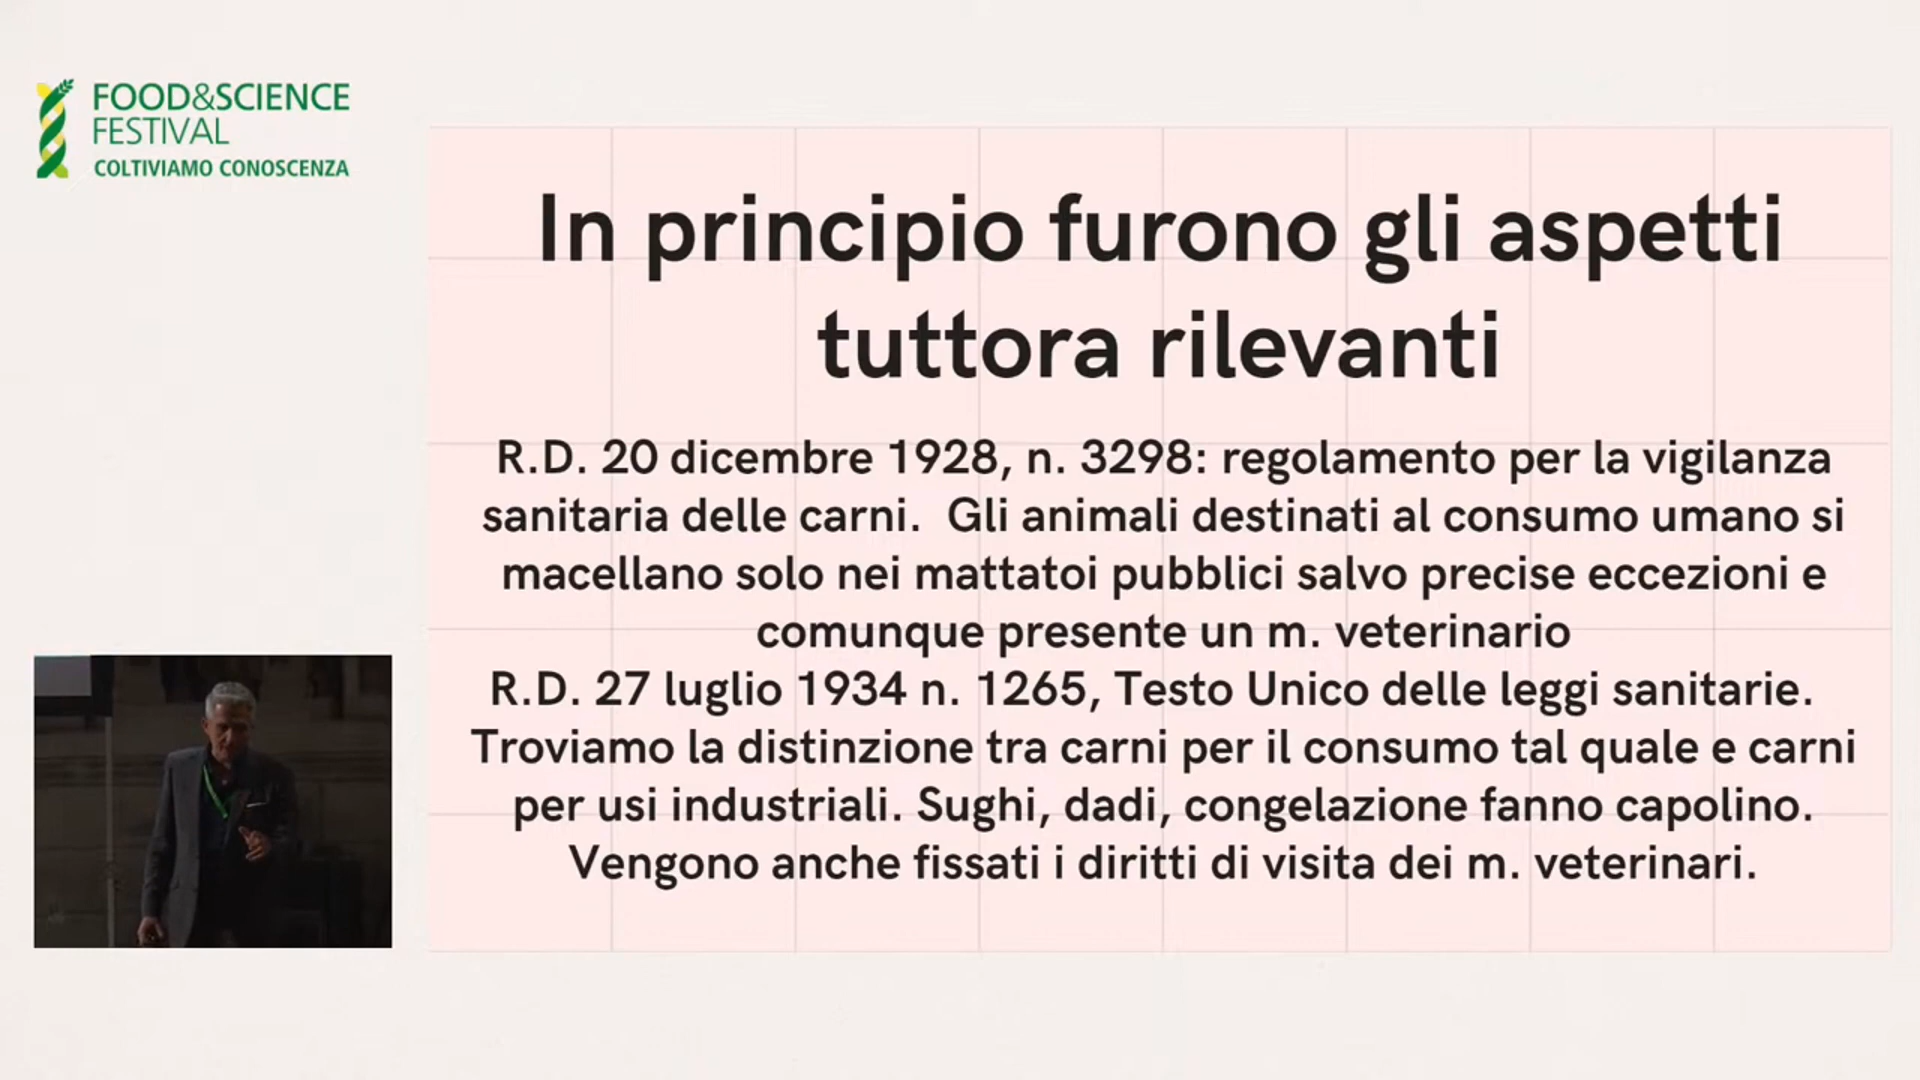 FOOD&SCIENCE
FESTIVAL
COLTIVIAMO CONOSCENZA
In principio furono gli aspetti
tuttora rilevanti
R.D. 20 dicembre 1928, n. 3298: regolamento per la vigilanza
sanitaria delle carni.  Gli animali destinati al consumo umano si
macellano solo nei mattatoi pubblici salvo precise eccezioni e
comunque presente un m. veterinario
R.D. 27 luglio 1934 n. 1265, Testo Unico delle leggi sanitarie.
Troviamo la distinzione tra carni per il consumo tal quale e carni
per usi industriali. Sughi, dadi, congelazione fanno capolino.
Vengono anche fissati i diritti di visita dei m. veterinari.